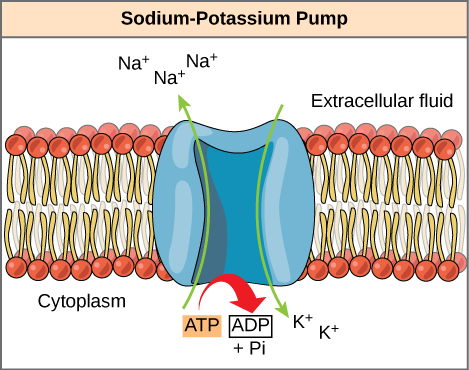 Sodium-Potassium Pump
Na⁺
Na⁺
Na⁺
Extracellular fluid
Cytoplasm
ATP
ADP
+ Pi
K⁺
K⁺